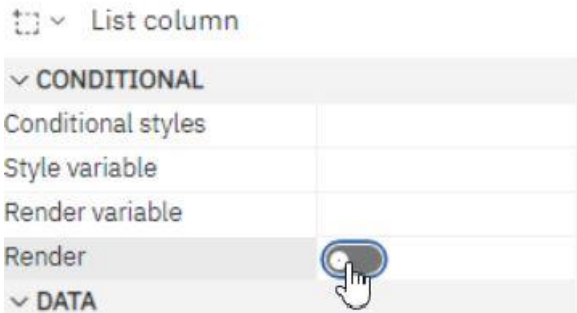 List column
CONDITIONAL
Conditional styles
Style variable
Render variable
Render
DATA